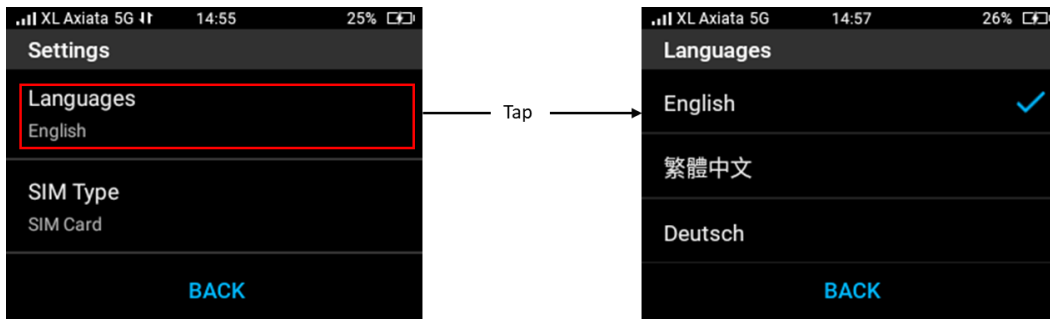 XL Axiata 5G 14:55 25%
Settings
Languages
English
SIM Type
SIM Card
BACK
Tap
XL Axiata 5G 14:57 26%
Languages
English
繁體中文
Deutsch
BACK